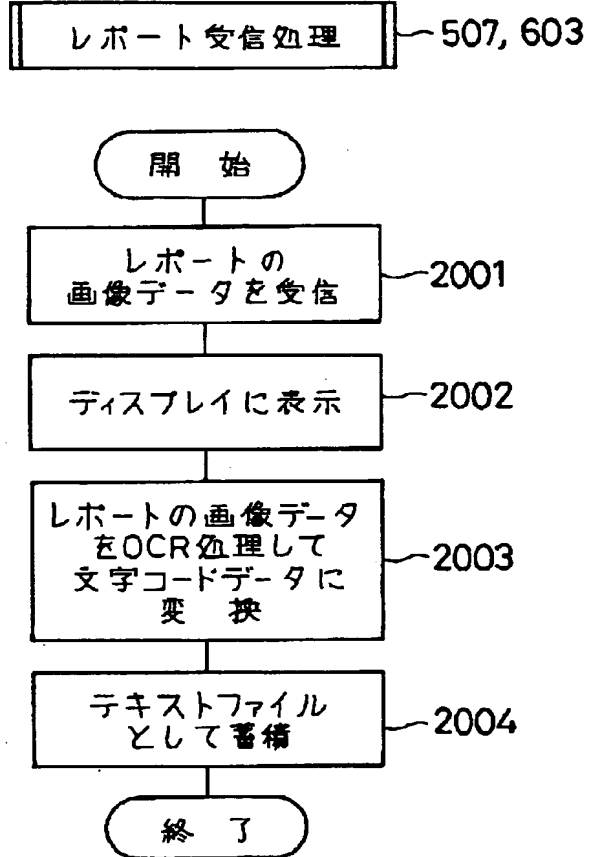 レポート受信処理 507, 603
開 始
レポートの
画像データを受信 2001
ディスプレイに表示 2002
レポートの画像データ
をOCR処理して
文字コードデータに 2003
変 換
テキストファイル
として蓄積 2004
終 了